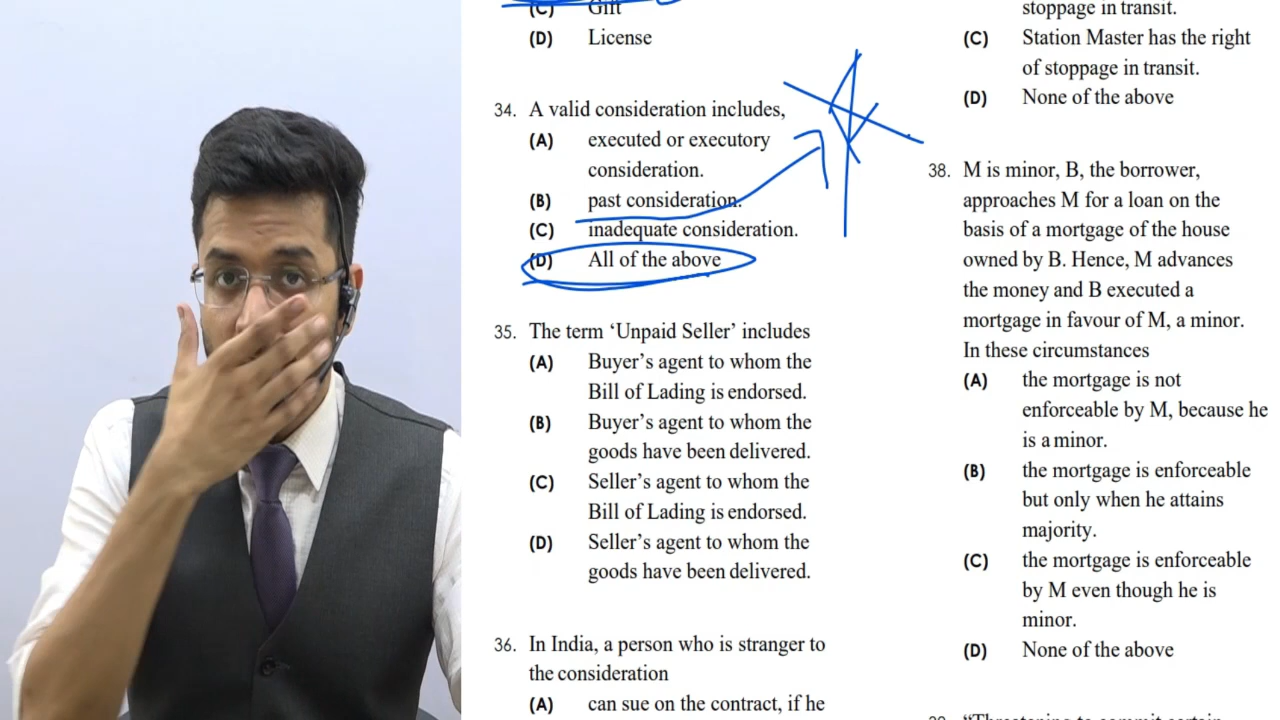 (C) Gift
(D) License
34. A valid consideration includes,
(A) executed or executory
consideration.
(B) past consideration.
(C) inadequate consideration.
(D) All of the above
35. The term ‘Unpaid Seller’ includes
(A) Buyer’s agent to whom the
Bill of Lading is endorsed.
(B) Buyer’s agent to whom the
goods have been delivered.
(C) Seller’s agent to whom the
Bill of Lading is endorsed.
(D) Seller’s agent to whom the
goods have been delivered.
36. In India, a person who is stranger to
the consideration
(A) can sue on the contract, if he
stoppage in transit.
(C) Station Master has the right
of stoppage in transit.
(D) None of the above
38. M is minor, B, the borrower,
approaches M for a loan on the
basis of a mortgage of the house
owned by B. Hence, M advances
the money and B executed a
mortgage in favour of M, a minor.
In these circumstances
(A) the mortgage is not
enforceable by M, because he
is a minor.
(B) the mortgage is enforceable
but only when he attains
majority.
(C) the mortgage is enforceable
by M even though he is
minor.
(D) None of the above
“Threatening to commit certain